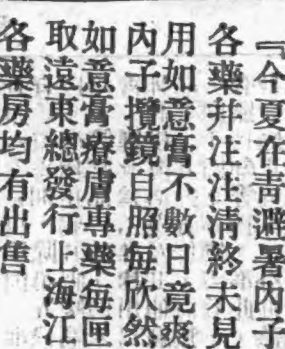 『今夏在青避暑內子
各藥幷注注清終未見
用如意膏不數日竟爽
內子攬鏡自照每欣然
如意膏療膚專藥每匣
取遠東總發行上海江
各藥房均有出售